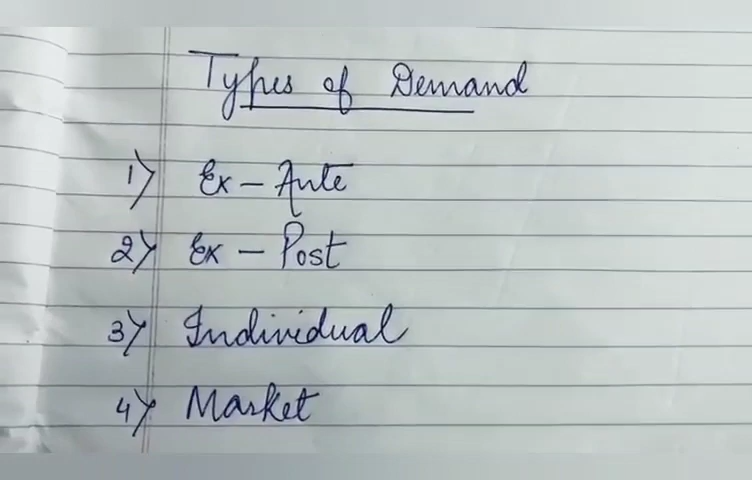 Types of Demand
1) Ex - Ante
2) Ex - Post
3) Individual
4) Market